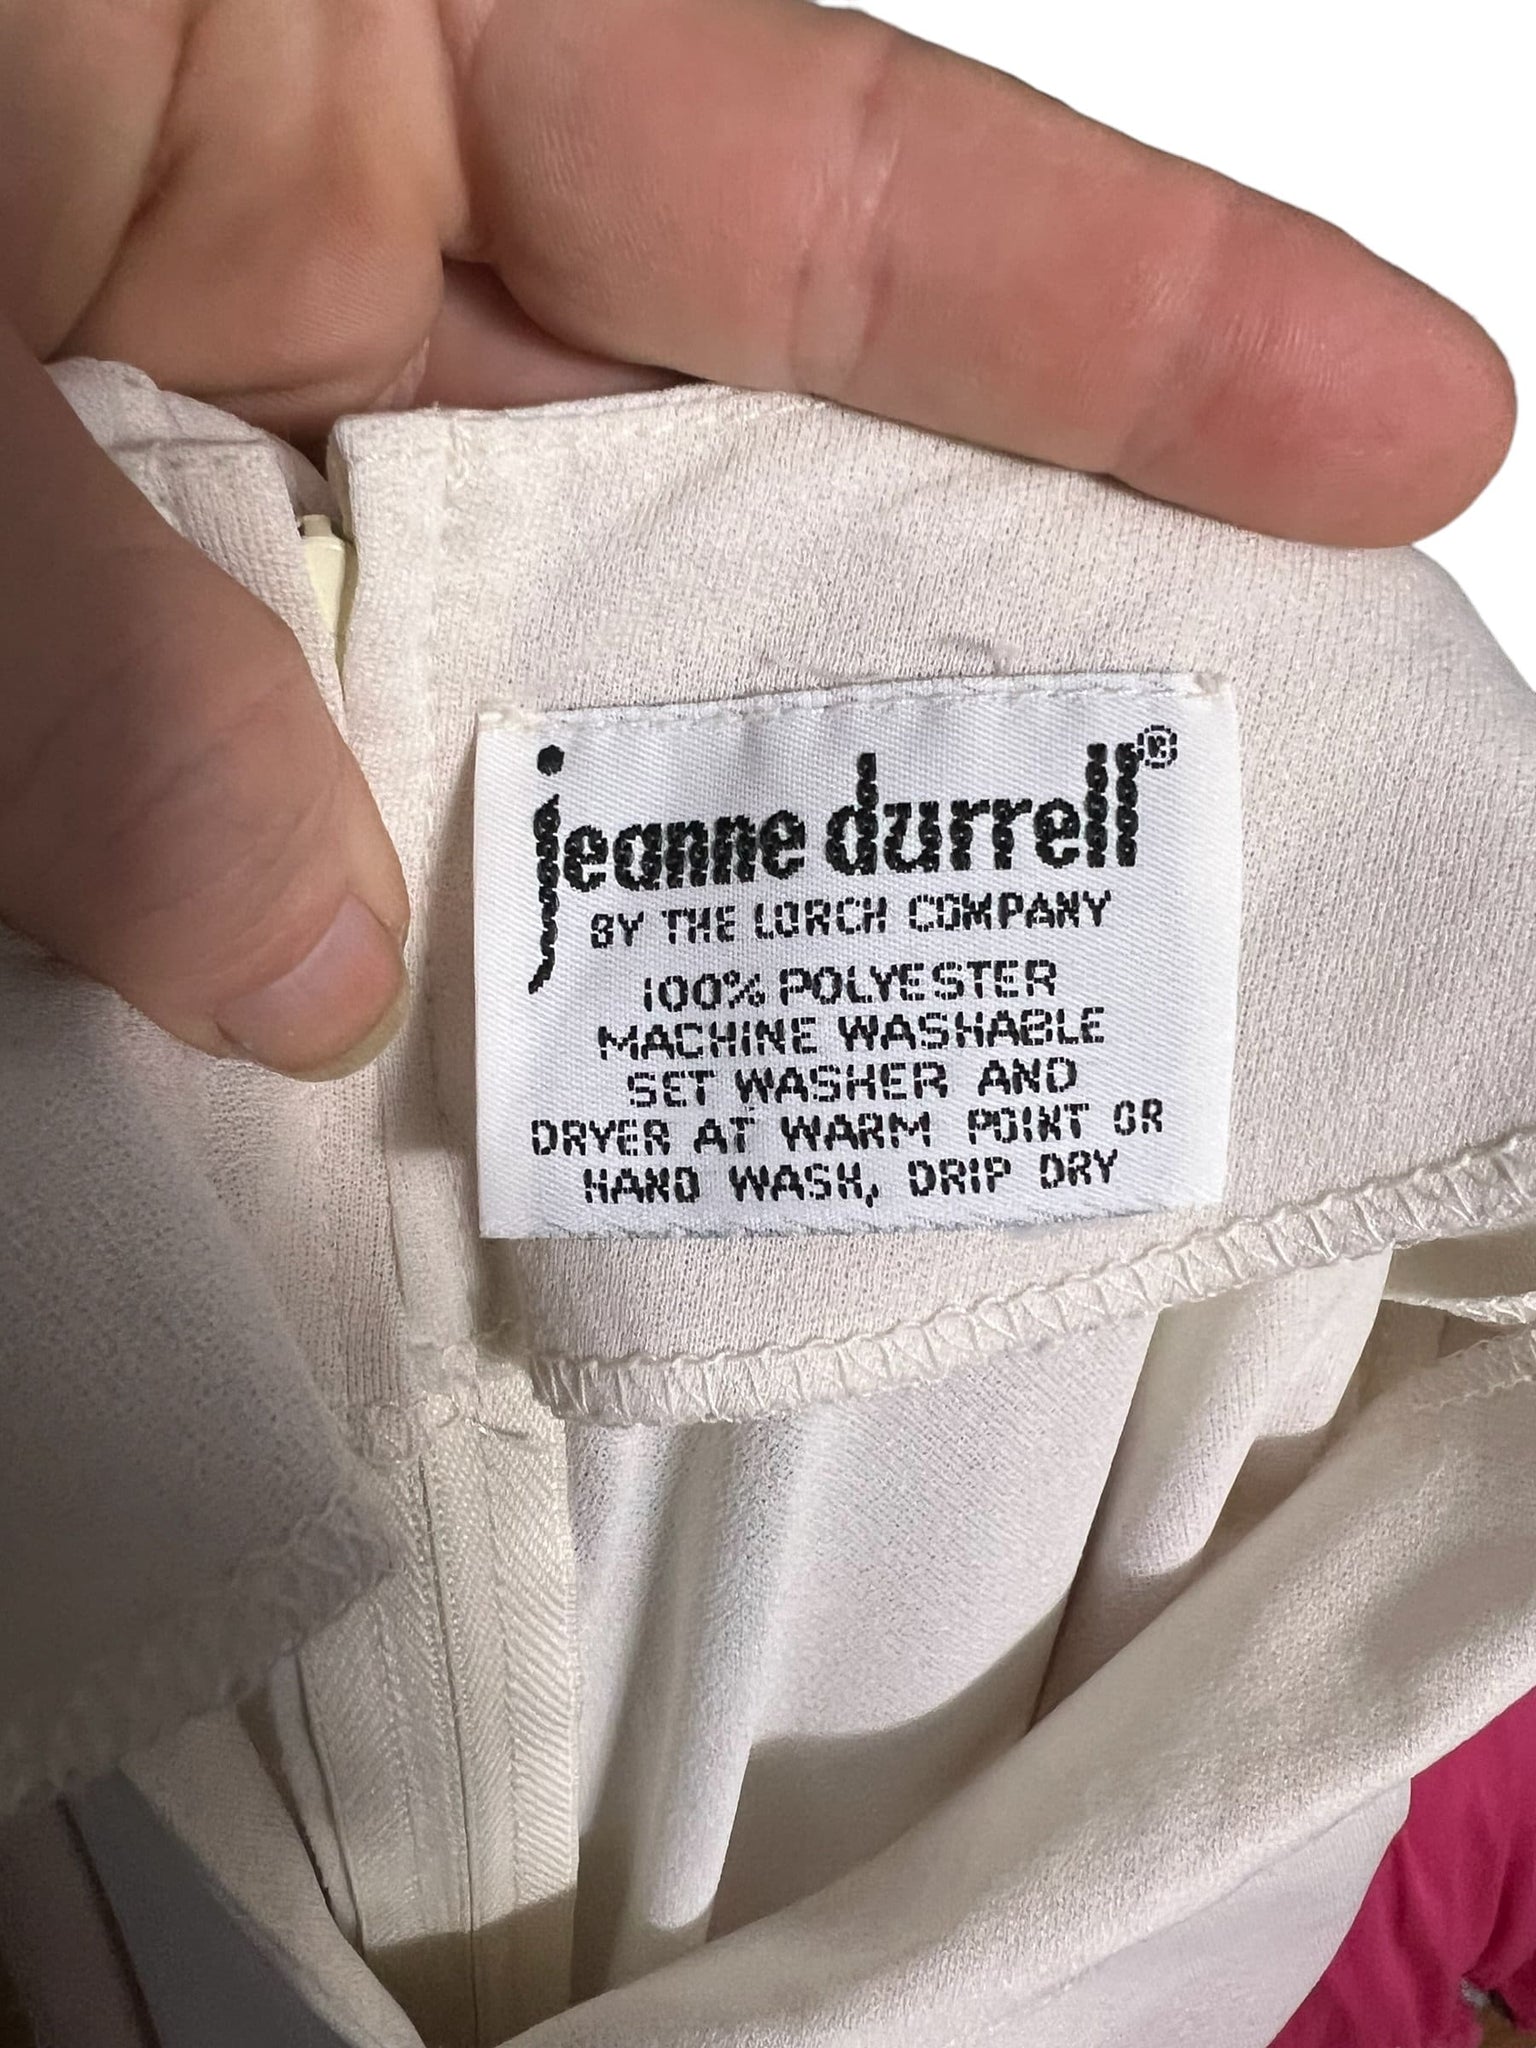 jeanne durrell®
BY THE LORCH COMPANY
100% POLYESTER
MACHINE WASHABLE
SET WASHER AND
DRYER AT WARM POINT OR
HAND WASH, DRIP DRY